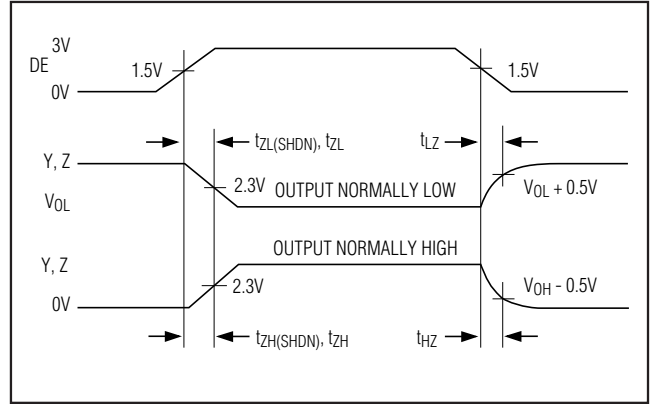 3V
DE
1.5V
1.5V
0V
tZL(SHDN), tZL
tLZ
Y, Z
2.3V
OUTPUT NORMALLY LOW
VOL + 0.5V
VOL
OUTPUT NORMALLY HIGH
Y, Z
2.3V
VOH - 0.5V
0V
tZH(SHDN), tZH
tHZ